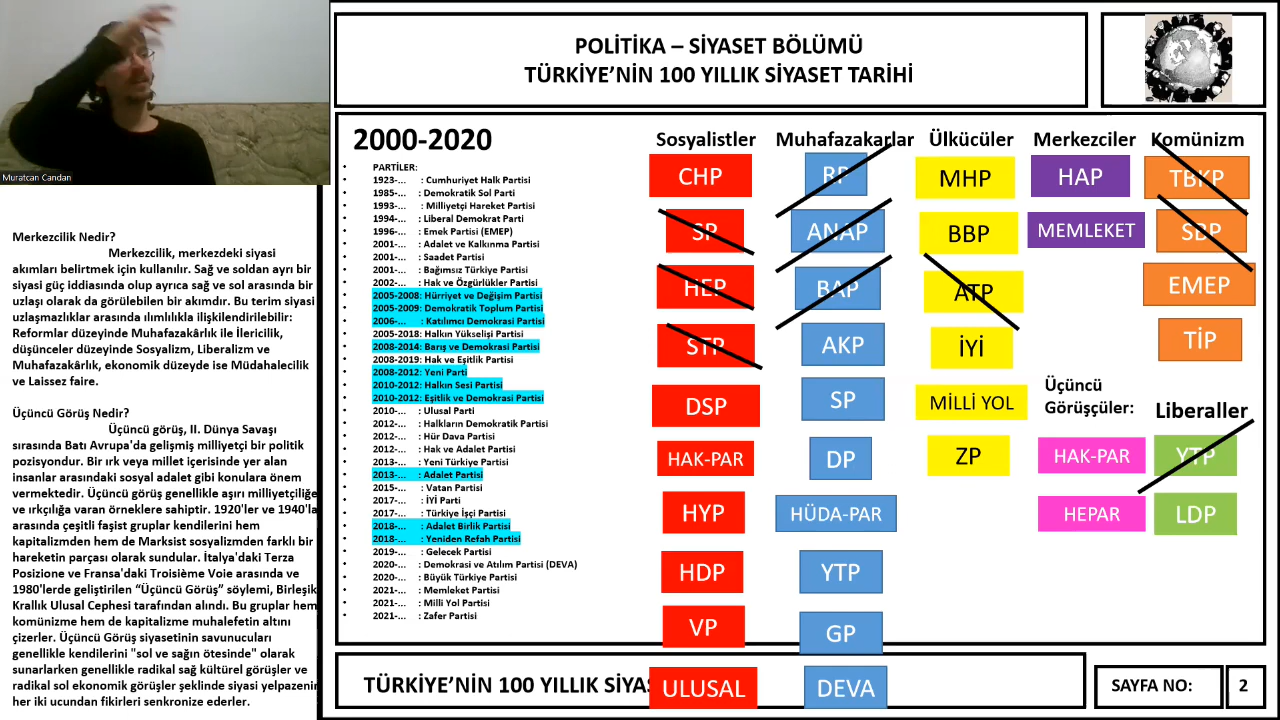 Muratcan Candan
Merkezcilik Nedir?
Merkezcilik, merkezdeki siyasi
akımları belirtmek için kullanılır. Sağ ve soldan ayrı bir
siyasi güç iddiasında olup ayrıca sağ ve sol arasında bir
uzlaşı olarak da görülebilen bir akımdır. Bu terim siyasi
uzlaşmazlıklar arasında ılımlılıkla ilişkilendirilebilir:
Reformlar düzeyinde Muhafazakârlık ile İlericilik,
düşünceler düzeyinde Sosyalizm, Liberalizm ve
Muhafazakârlık, ekonomik düzeyde ise Müdahalecilik
ve Laissez faire.
Üçüncü Görüş Nedir?
Üçüncü görüş, II. Dünya Savaşı
sırasında Batı Avrupa'da gelişmiş milliyetçi bir politik
pozisyondur. Bir ırk veya millet içerisinde yer alan
insanlar arasındaki sosyal adalet gibi konulara önem
vermektedir. Üçüncü görüş genellikle aşırı milliyetçiliğe
ve ırkçılığa varan örneklere sahiptir. 1920'ler ve 1940'la
arasında çeşitli faşist gruplar kendilerini hem
kapitalizmden hem de Marksist sosyalizmden farklı bir
hareketin parçası olarak sundular. İtalya'daki Terza
Posizione ve Fransa'daki Troisième Voie arasında ve
1980'lerde geliştirilen “Üçüncü Görüş” söylemi, Birleşik
Krallık Ulusal Cephesi tarafından alındı. Bu gruplar hem
komünizme hem de kapitalizme muhalefetin altını
çizerler. Üçüncü Görüş siyasetinin savunucuları
genellikle kendilerini "sol ve sağın ötesinde" olarak
sunarlarken genellikle radikal sağ kültürel görüşler ve
radikal sol ekonomik görüşler şeklinde siyasi yelpazenin
her iki ucundan fikirleri senkronize ederler.
POLİTİKA – SİYASET BÖLÜMÜ
TÜRKİYE’NİN 100 YILLIK SİYASET TARİHİ
2000-2020
PARTİLER:
1923-... : Cumhuriyet Halk Partisi
1985-... : Demokratik Sol Parti
1993-... : Milliyetçi Hareket Partisi
1994-... : Liberal Demokrat Parti
1996-... : Emek Partisi (EMEP)
2001-... : Adalet ve Kalkınma Partisi
2001-... : Saadet Partisi
2001-... : Bağımsız Türkiye Partisi
2002-... : Hak ve Özgürlükler Partisi
2005-2008: Hürriyet ve Değişim Partisi
2005-2009: Demokratik Toplum Partisi
2006-... : Katılımcı Demokrasi Partisi
2005-2018: Halkın Yükselişi Partisi
2008-2014: Barış ve Demokrasi Partisi
2008-2019: Hak ve Eşitlik Partisi
2008-2012: Yeni Parti
2010-2012: Halkın Sesi Partisi
2010-2012: Eşitlik ve Demokrasi Partisi
2010-... : Ulusal Parti
2012-... : Halkların Demokratik Partisi
2012-... : Hür Dava Partisi
2012-... : Hak ve Adalet Partisi
2013-... : Yeni Türkiye Partisi
2013-... : Adalet Partisi
2015-... : Vatan Partisi
2017-... : İYİ Parti
2017-... : Türkiye İşçi Partisi
2018-... : Adalet Birlik Partisi
2018-... : Yeniden Refah Partisi
2019-... : Gelecek Partisi
2020-... : Demokrasi ve Atılım Partisi (DEVA)
2020-... : Büyük Türkiye Partisi
2021-... : Memleket Partisi
2021-... : Milli Yol Partisi
2021-... : Zafer Partisi
Sosyalistler
CHP
SP
HEP
STP
DSP
HAK-PAR
HYP
HDP
VP
ULUSAL
Muhafazakarlar
RP
ANAP
BAP
AKP
SP
DP
HÜDA-PAR
YTP
GP
DEVA
Ülkücüler
MHP
BBP
ATP
İYİ
MİLLİ YOL
ZP
Merkezciler
HAP
MEMLEKET
Üçüncü
Görüşçüler:
HAK-PAR
HEPAR
Komünizm
TBKP
SBP
EMEP
TİP
Liberaller
YTP
LDP
TÜRKİYE’NİN 100 YILLIK SİYAS
SAYFA NO:
2